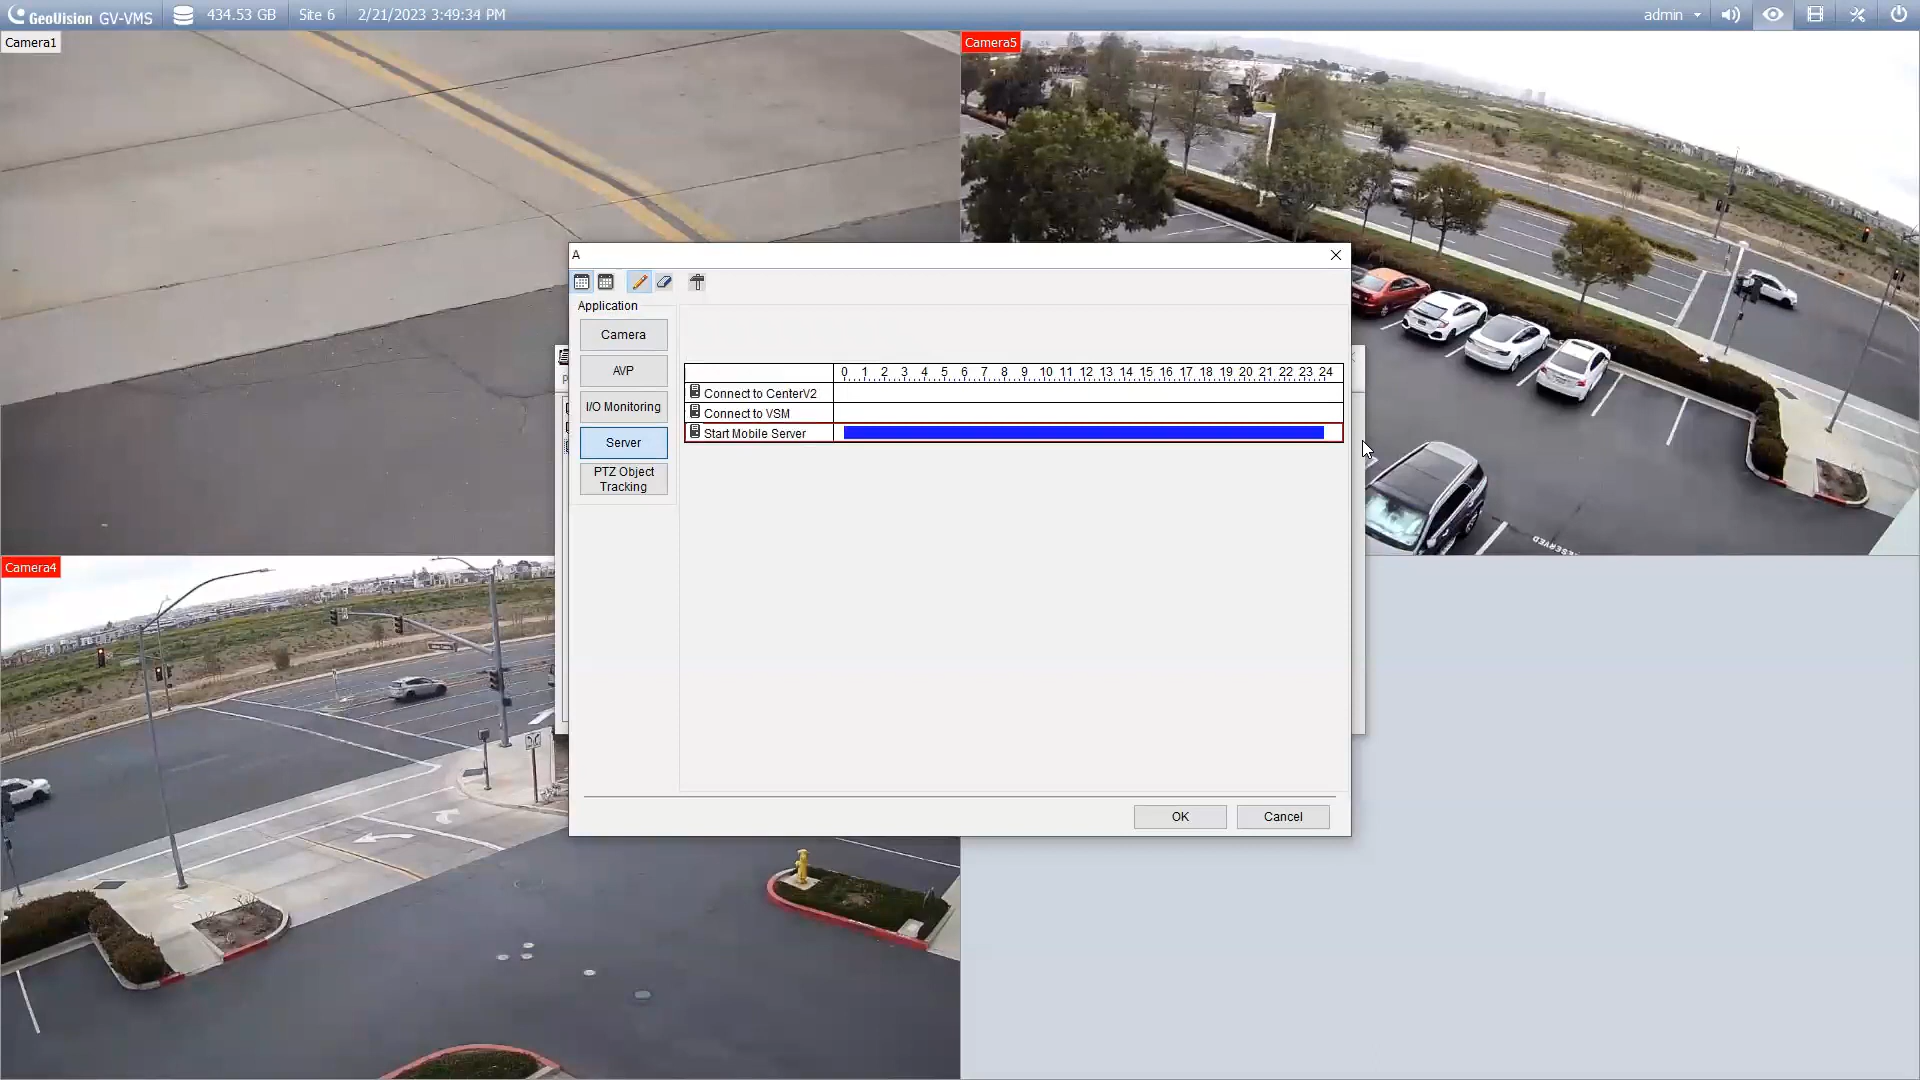 GeoVision GV-VMS 434.53 GB Site 6 2/21/2023 3:49:34 PM admin
Camera1
Camera5
A
Application
Camera
AVP
I/O Monitoring
Server
PTZ Object
Tracking
0 1 2 3 4 5 6 7 8 9 10 11 12 13 14 15 16 17 18 19 20 21 22 23 24
Connect to CenterV2
Connect to VSM
Start Mobile Server
OK
Cancel
RESERVED
Camera4